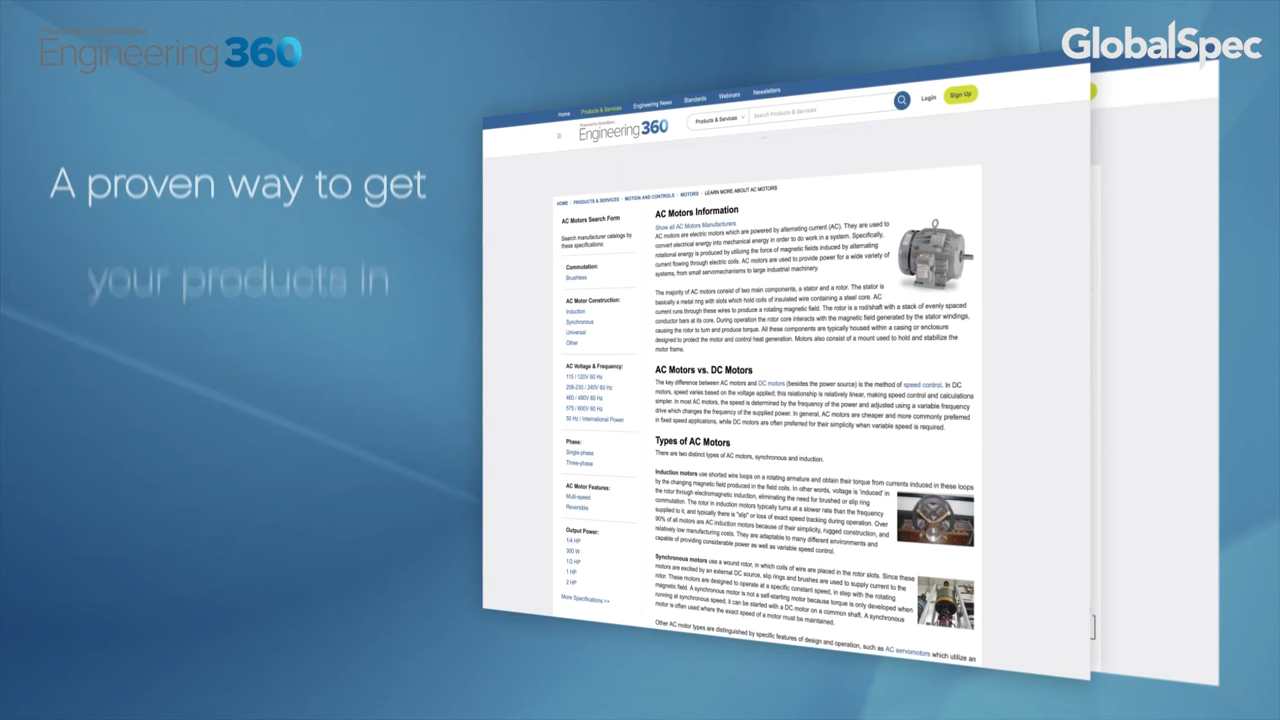 Powered by GlobalSpec
Engineering 360
GlobalSpec
A proven way to get
your products in
Home
Products & Services
Engineering News
Standards
Webinars
Newsletters
Powered by GlobalSpec
Engineering 360
Products & Services
Search Products & Services
Login
Sign Up
HOME PRODUCTS & SERVICES MOTION AND CONTROLS MOTORS LEARN MORE ABOUT AC MOTORS
AC Motors Search Form
Search manufacturer catalogs by
these specifications:
Commutation:
Brushless
AC Motor Construction:
Induction
Synchronous
Universal
Other
AC Voltage & Frequency:
115 / 120V 60 Hz
208-230 / 240V 60 Hz
460 / 480V 60 Hz
575 / 600V 60 Hz
50 Hz / International Power
Phase:
Single-phase
Three-phase
AC Motor Features:
Multi-speed
Reversible
Output Power:
1/4 HP
300 W
1/2 HP
1 HP
2 HP
More Specifications >>
AC Motors Information
Show all AC Motors Manufacturers
AC motors are electric motors which are powered by alternating current (AC). They are used to
convert electrical energy into mechanical energy in order to do work in a system. Specifically,
rotational energy is produced by utilizing the force of magnetic fields induced by alternating
current flowing through electric coils. AC motors are used to provide power for a wide variety of
systems, from small servomechanisms to large industrial machinery.
The majority of AC motors consist of two main components, a stator and a rotor. The stator is
basically a metal ring with slots which hold coils of insulated wire containing a steel core. AC
current runs through these wires to produce a rotating magnetic field. The rotor is a rod/shaft with a stack of evenly spaced
conductor bars at its core. During operation the rotor core interacts with the magnetic field generated by the stator windings,
causing the rotor to turn and produce torque. All these components are typically housed within a casing or enclosure
designed to protect the motor and control heat generation. Motors also consist of a mount used to hold and stabilize the
motor frame.
AC Motors vs. DC Motors
The key difference between AC motors and DC motors (besides the power source) is the method of speed control. In DC
motors, speed varies based on the voltage applied; this relationship is relatively linear, making speed control and calculations
simpler. In most AC motors, the speed is determined by the frequency of the power and adjusted using a variable frequency
drive which changes the frequency of the supplied power. In general, AC motors are cheaper and more commonly preferred
in fixed speed applications, while DC motors are often preferred for their simplicity when variable speed is required.
Types of AC Motors
There are two distinct types of AC motors, synchronous and induction.
Induction motors use shorted wire loops on a rotating armature and obtain their torque from currents induced in these loops
by the changing magnetic field produced in the field coils. In other words, voltage is 'induced' in
the rotor through electromagnetic induction, eliminating the need for brushed or slip ring
commutation. The rotor in induction motors typically turns at a slower rate than the frequency
supplied to it, and typically there is "slip" or loss of exact speed tracking during operation. Over
90% of all motors are AC induction motors because of their simplicity, rugged construction, and
relatively low manufacturing costs. They are adaptable to many different environments and
capable of providing considerable power as well as variable speed control.
Synchronous motors use a wound rotor, in which coils of wire are placed in the rotor slots. Since these
motors are excited by an external DC source, slip rings and brushes are used to supply current to the
rotor. These motors are designed to operate at a specific constant speed, in step with the rotating
magnetic field. A synchronous motor is not a self-starting motor because torque is only developed when
running at synchronous speed; it can be started with a DC motor on a common shaft. A synchronous
motor is often used where the exact speed of a motor must be maintained.
Other AC motor types are distinguished by specific features of design and operation, such as AC servomotors which utilize an